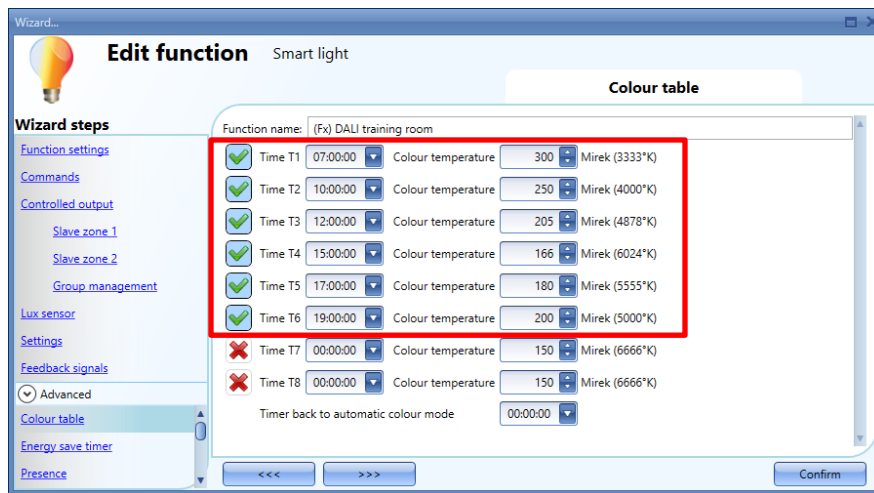 Wizard...
Edit function Smart light
Colour table
Wizard steps
Function settings
Commands
Controlled output
Slave zone 1
Slave zone 2
Group management
Lux sensor
Settings
Feedback signals
Advanced
Colour table
Energy save timer
Presence
Function name: (Fx) DALI training room
Time T1 07:00:00 Colour temperature 300 Mirek (3333°K)
Time T2 10:00:00 Colour temperature 250 Mirek (4000°K)
Time T3 12:00:00 Colour temperature 205 Mirek (4878°K)
Time T4 15:00:00 Colour temperature 166 Mirek (6024°K)
Time T5 17:00:00 Colour temperature 180 Mirek (5555°K)
Time T6 19:00:00 Colour temperature 200 Mirek (5000°K)
Time T7 00:00:00 Colour temperature 150 Mirek (6666°K)
Time T8 00:00:00 Colour temperature 150 Mirek (6666°K)
Timer back to automatic colour mode 00:00:00
<<< >>> Confirm